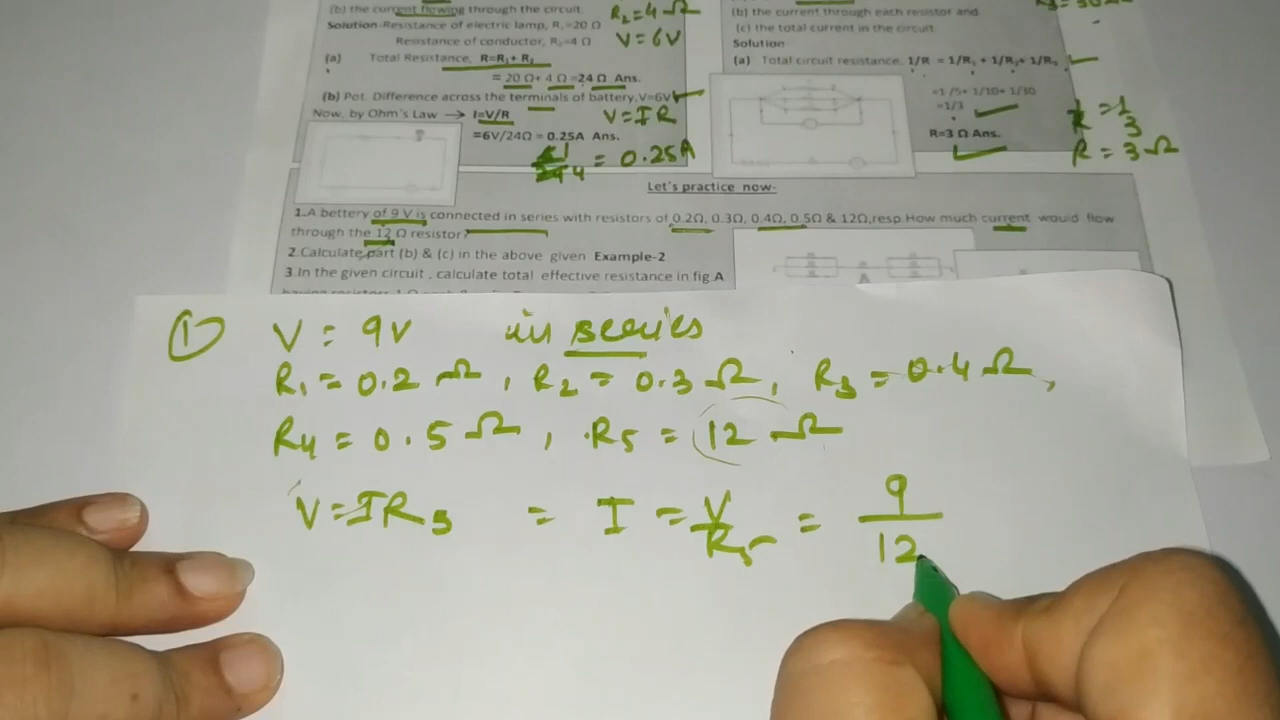 (b) the current flowing through the circuit.
Solution-Resistance of electric lamp, R₁=20 Ω
Resistance of conductor, R₂=4 Ω
(a) Total Resistance, R=R₁+ R₂
= 20 Ω+ 4 Ω =24 Ω Ans.
(b) Pot. Difference across the terminals of battery,V=6V
Now, by Ohm's Law → I=V/R
=6V/24Ω = 0.25A Ans.
R₂=4 Ω
V=6V
V=IR
= 0.25A
(b) the current through each resistor and
(c) the total current in the circuit
Solution
(a) Total circuit resistance, 1/R = 1/R₁ + 1/R₂+ 1/R₃
=1/5+ 1/10+ 1/30
=1/3
R=3 Ω Ans.
1/R = 1/3
R = 3 Ω
Let's practice now-
1.A bettery of 9 V is connected in series with resistors of 0.2Ω, 0.3Ω, 0.4Ω, 0.5Ω & 12Ω,resp.How much current would flow
through the 12 Ω resistor?
2.Calculate part (b) & (c) in the above given Example-2
3.In the given circuit , calculate total effective resistance in fig.A
① V = 9V in series
R₁ = 0.2 Ω, R₂ = 0.3 Ω, R₃ = 0.4 Ω,
R₄ = 0.5 Ω, R₅ = 12 Ω
V=IR₅ = I = V/R₅ = 9/12